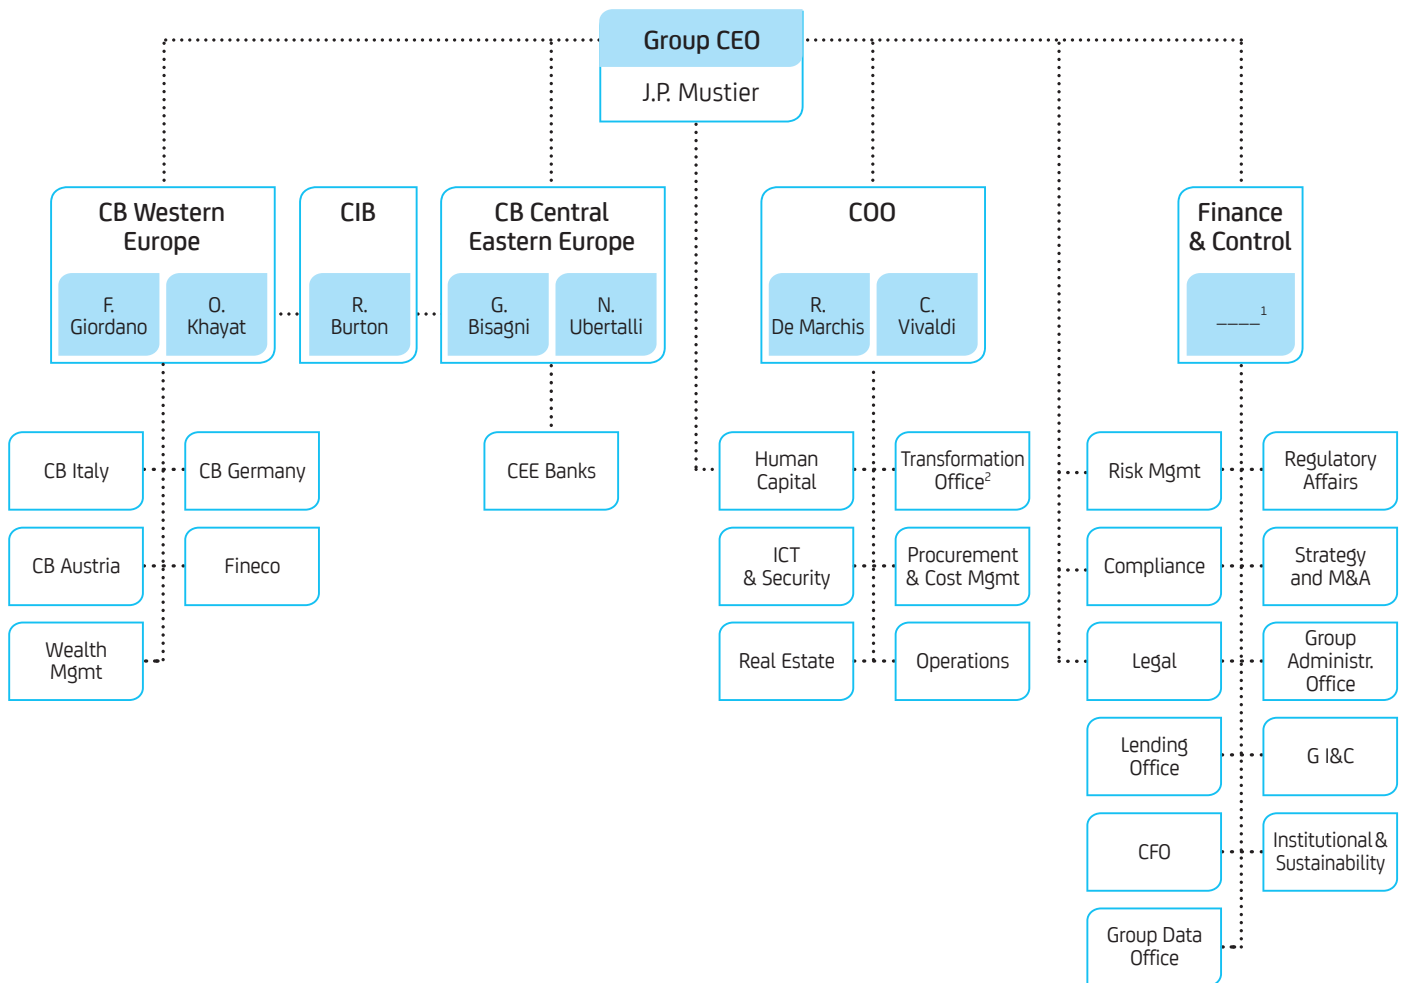 Group CEO
J.P. Mustier
CB Western
Europe
F.
Giordano
O.
Khayat
CIB
R.
Burton
CB Central
Eastern Europe
G.
Bisagni
N.
Ubertalli
COO
R.
De Marchis
C.
Vivaldi
Finance
& Control
____1
CB Italy
CB Germany
CB Austria
Fineco
Wealth
Mgmt
CEE Banks
Human
Capital
Transformation
Office2
ICT
& Security
Procurement
& Cost Mgmt
Real Estate
Operations
Risk Mgmt
Regulatory
Affairs
Compliance
Strategy
and M&A
Legal
Group
Administr.
Office
Lending
Office
G I&C
CFO
Institutional &
Sustainability
Group Data
Office